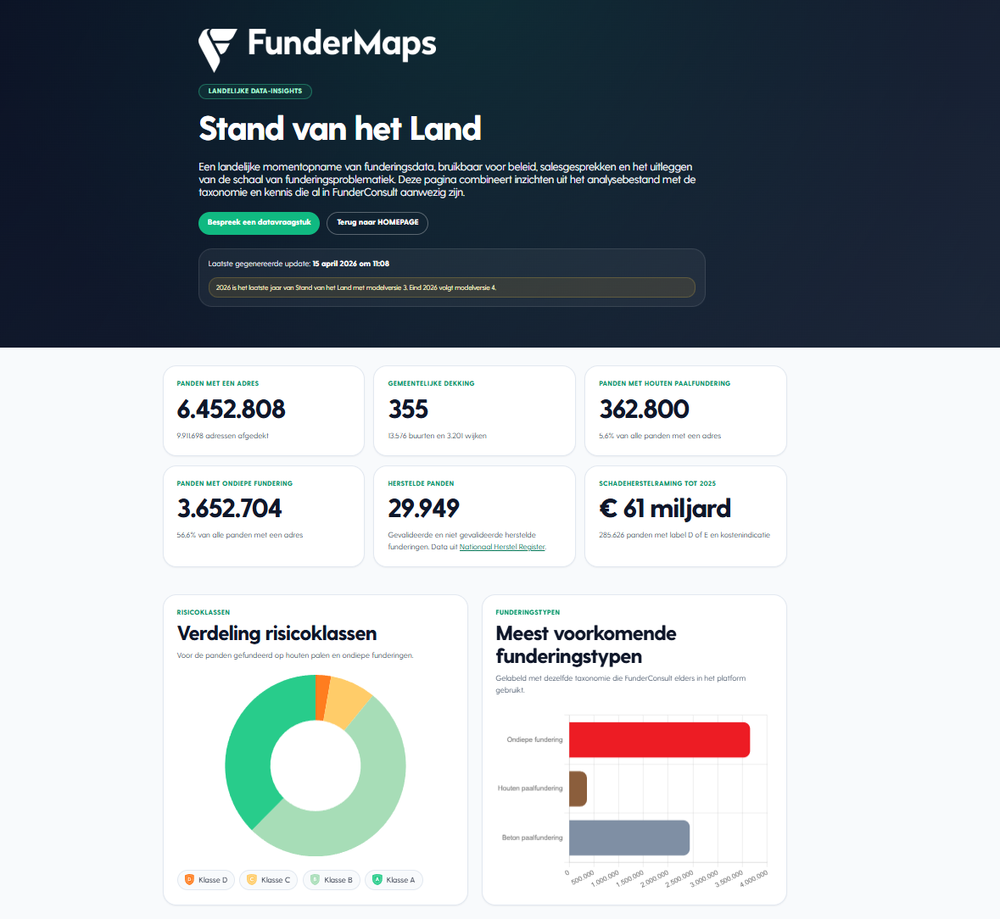 FunderMaps
LANDELIJKE DATA-INSIGHTS
Stand van het Land
Een landelijke momentopname van funderingsdata, bruikbaar voor beleid, salesgesprekken en het uitleggen
van de schaal van funderingsproblematiek. Deze pagina combineert inzichten uit het analysebestand met de
taxonomie en kennis die al in FunderConsult aanwezig zijn.
Bespreek een datavraagstuk
Terug naar HOMEPAGE
Laatste gegenereerde update: 15 april 2026 om 11:08
2026 is het laatste jaar van Stand van het Land met modelversie 3. Eind 2026 volgt modelversie 4.
PANDEN MET EEN ADRES
6.452.808
9.911.698 adressen afgedekt
GEMEENTELIJKE DEKKING
355
13.576 buurten en 3.201 wijken
PANDEN MET HOUTEN PAALFUNDERING
362.800
5,6% van alle panden met een adres
PANDEN MET ONDIEPE FUNDERING
3.652.704
56,6% van alle panden met een adres
HERSTELDE PANDEN
29.949
Gevalideerde en niet gevalideerde herstelde
funderingen. Data uit Nationaal Herstel Register.
SCHADEHERSTELRAMING TOT 2025
€ 61 miljard
285.626 panden met label D of E en kostenindicatie
RISICOKLASSEN
Verdeling risicoklassen
Voor de panden gefundeerd op houten palen en ondiepe funderingen.
D Klasse D
C Klasse C
B Klasse B
A Klasse A
FUNDERINGSTYPEN
Meest voorkomende
funderingstypen
Gelabeld met dezelfde taxonomie die FunderConsult elders in het platform
gebruikt.
Ondiepe fundering
Houten paalfundering
Beton paalfundering
0
500.000
1.000.000
1.500.000
2.000.000
2.500.000
3.000.000
3.500.000
4.000.000